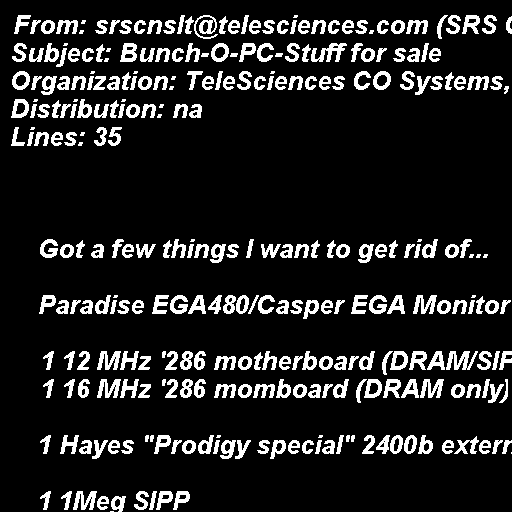 From: srscnslt@telesciences.com (SRS
Subject: Bunch-O-PC-Stuff for sale
Organization: TeleSciences CO Systems,
Distribution: na
Lines: 35
Got a few things I want to get rid of...
Paradise EGA480/Casper EGA Monitor
1 12 MHz '286 motherboard (DRAM/SIP
1 16 MHz '286 momboard (DRAM only)
1 Hayes "Prodigy special" 2400b extern
1 1Meg SIPP